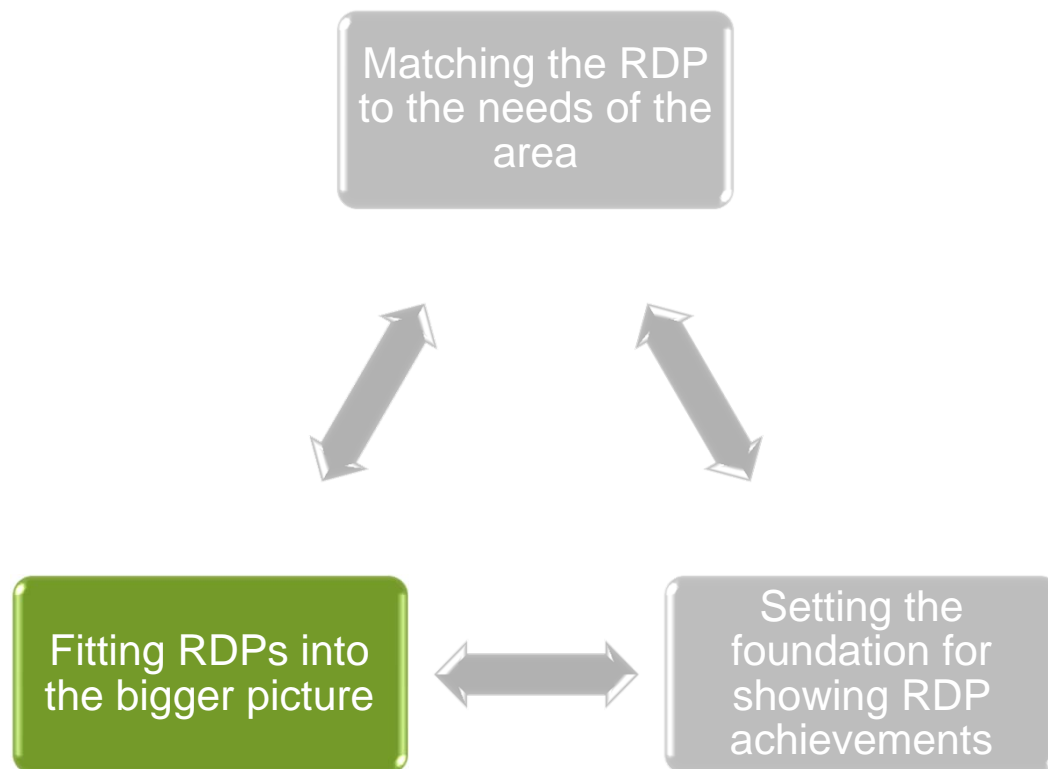 Matching the RDP
to the needs of the
area
Fitting RDPs into
the bigger picture
Setting the
foundation for
showing RDP
achievements